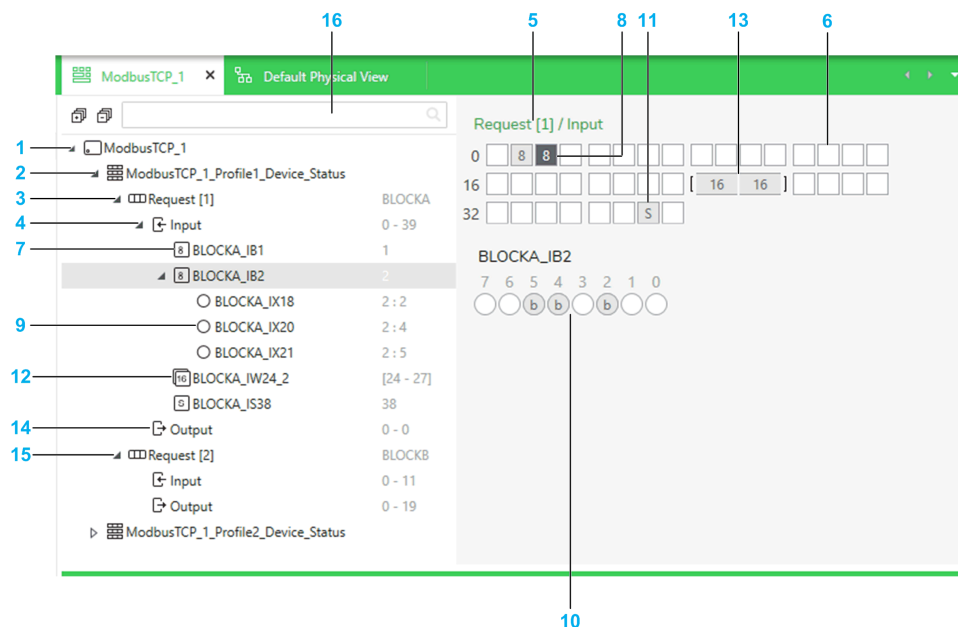 16 5 8 11 13 6
ModbusTCP_1 × Default Physical View
Request [1] / Input
1 ModbusTCP_1
0 8 8
2 ModbusTCP_1_Profile1_Device_Status
16 [ 16 16 ]
3 Request [1] BLOCKA
32 S
4 Input 0 - 39
7 8 BLOCKA_IB1 1
BLOCKA_IB2
8 BLOCKA_IB2 2
7 6 5 4 3 2 1 0
BLOCKA_IX18 2 : 2
b b b
9 BLOCKA_IX20 2 : 4
BLOCKA_IX21 2 : 5
12 16 BLOCKA_IW24_2 [24 - 27]
S BLOCKA_IS38 38
14 Output 0 - 0
15 Request [2] BLOCKB
Input 0 - 11
Output 0 - 19
ModbusTCP_1_Profile2_Device_Status
10